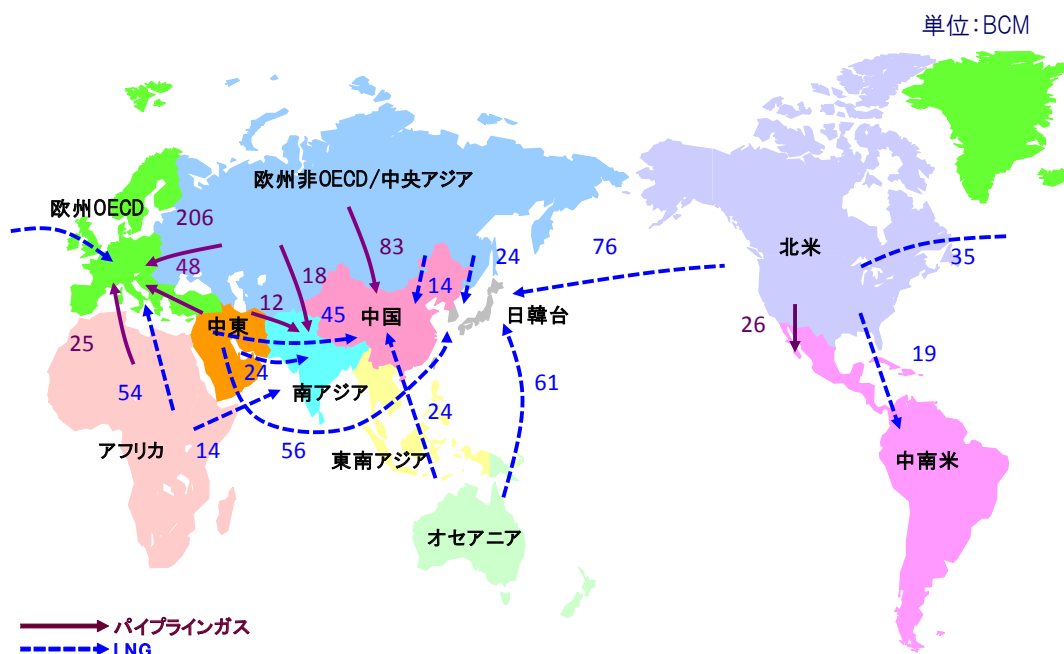 単位:BCM
欧州非OECD/中央アジア
欧州OECD
206
83
24
76
北米
35
48
18
14
12
45
中国
日韓台
中東
26
25
24
61
19
54
南アジア
24
アフリカ
14
56
東南アジア
中南米
オセアニア
パイプラインガス
LNG